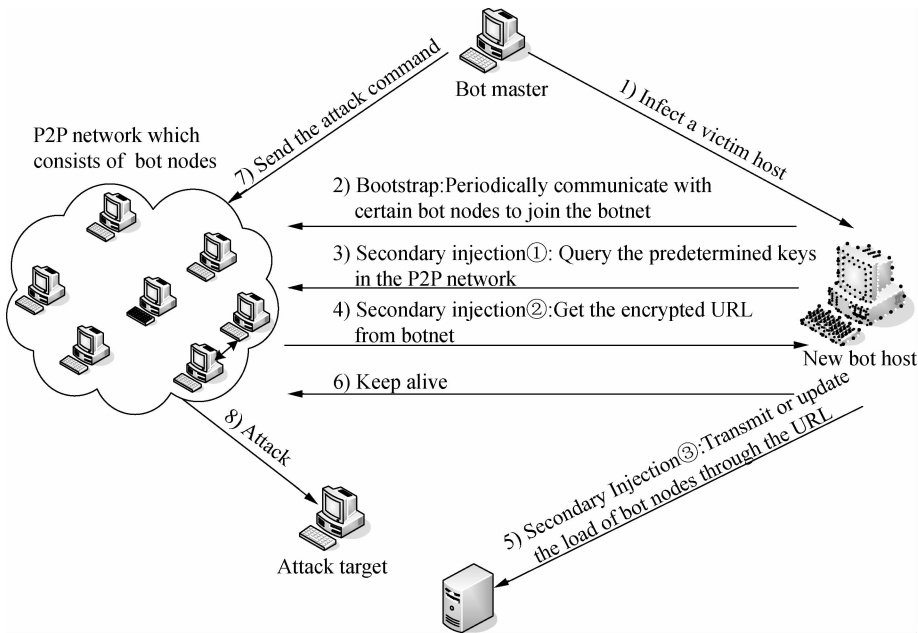 Bot master
1) Infect a victim host
7) Send the attack command
P2P network which
consists of bot nodes
2) Bootstrap:Periodically communicate with
certain bot nodes to join the botnet
3) Secondary injection①: Query the predetermined keys
in the P2P network
4) Secondary injection②:Get the encrypted URL
from botnet
New bot host
6) Keep alive
5) Secondary Injection③:Transmit or update
the load of bot nodes through the URL
8) Attack
Attack target